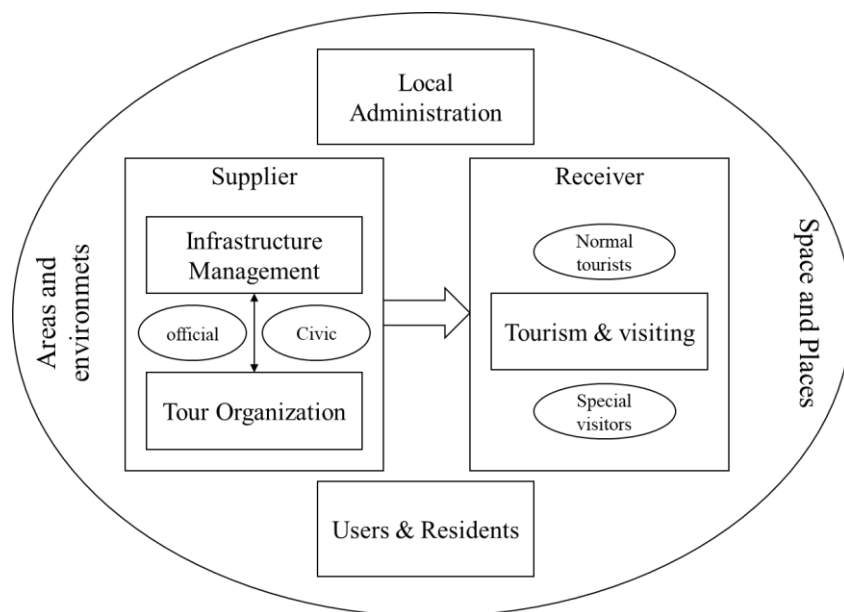 Local
Administration
Supplier
Receiver
Areas and
environmets
Infrastructure
Management
official
Civic
Tour Organization
Normal
tourists
Tourism & visiting
Special
visitors
Space and Places
Users & Residents